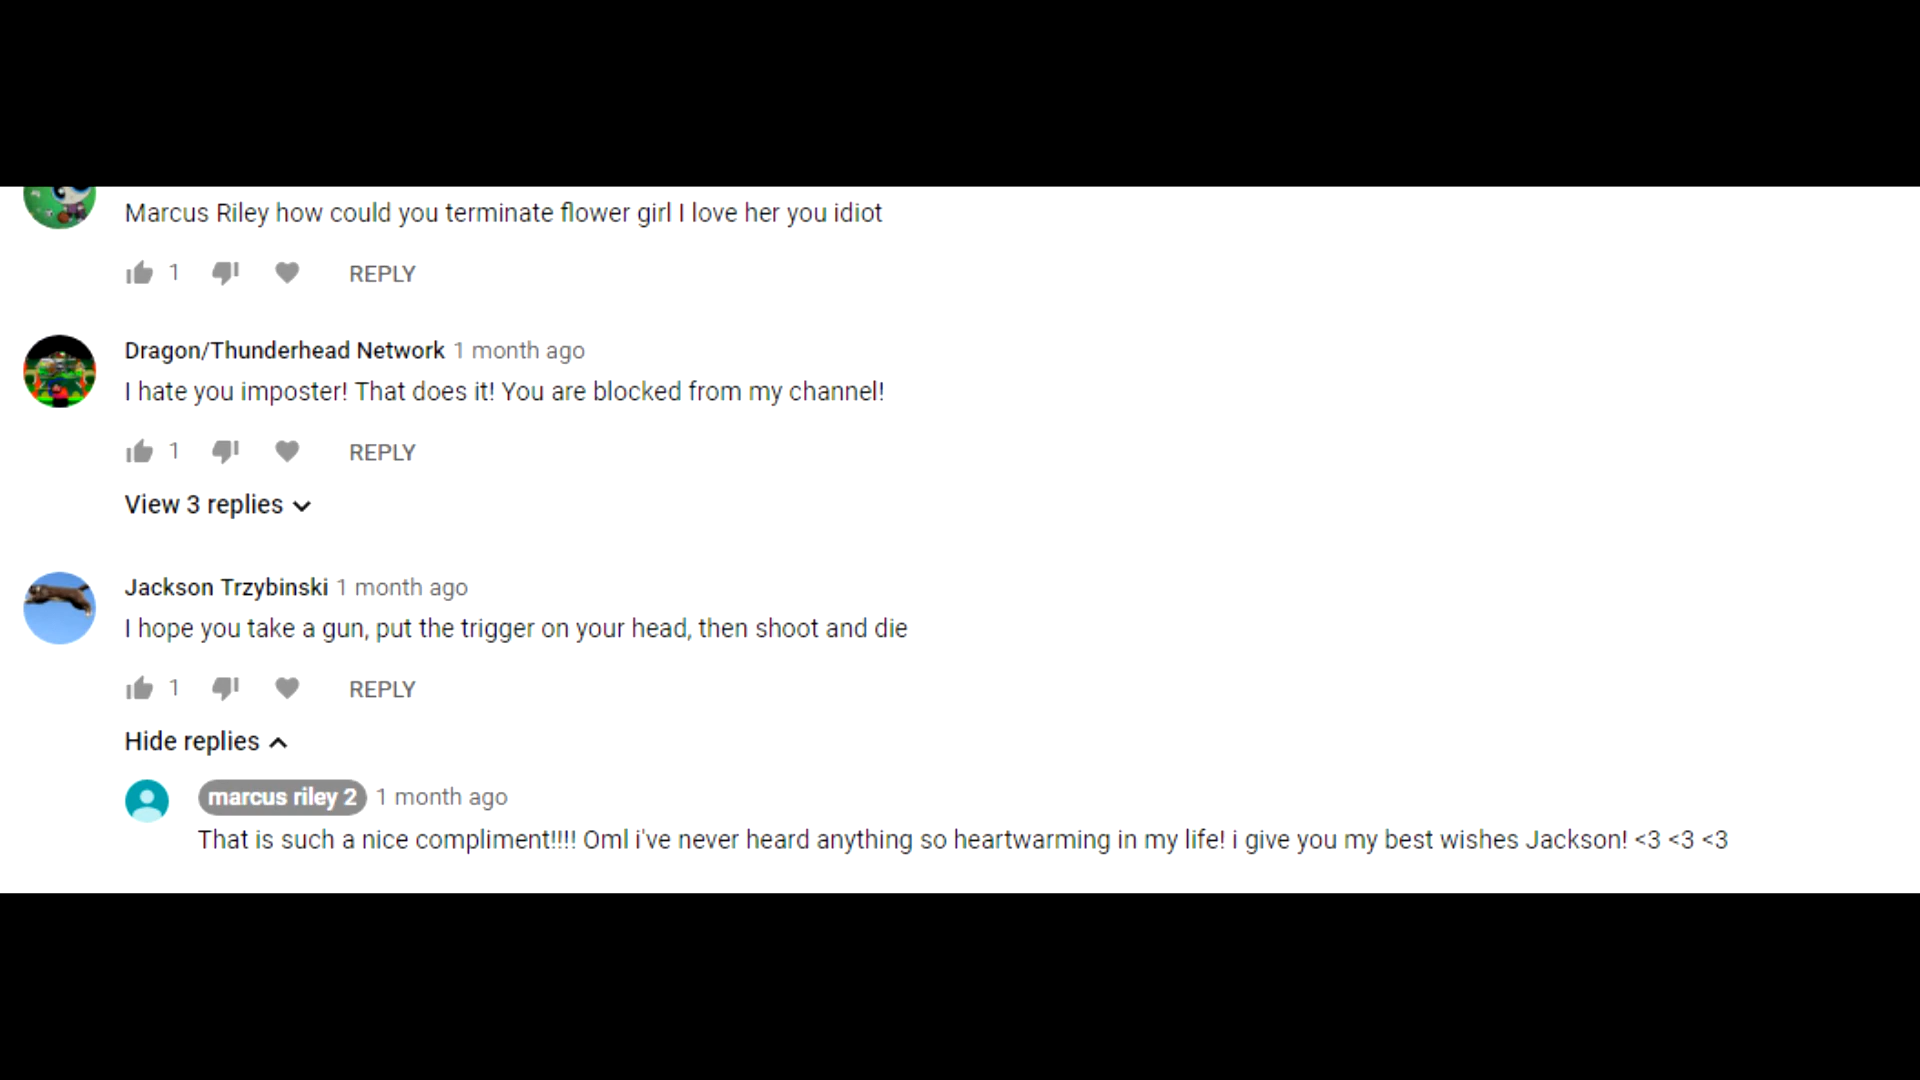 Marcus Riley how could you terminate flower girl I love her you idiot
1 REPLY
Dragon/Thunderhead Network 1 month ago
I hate you imposter! That does it! You are blocked from my channel!
1 REPLY
View 3 replies
Jackson Trzybinski 1 month ago
I hope you take a gun, put the trigger on your head, then shoot and die
1 REPLY
Hide replies
marcus riley 2 1 month ago
That is such a nice compliment!!!! Oml i've never heard anything so heartwarming in my life! i give you my best wishes Jackson! <3 <3 <3